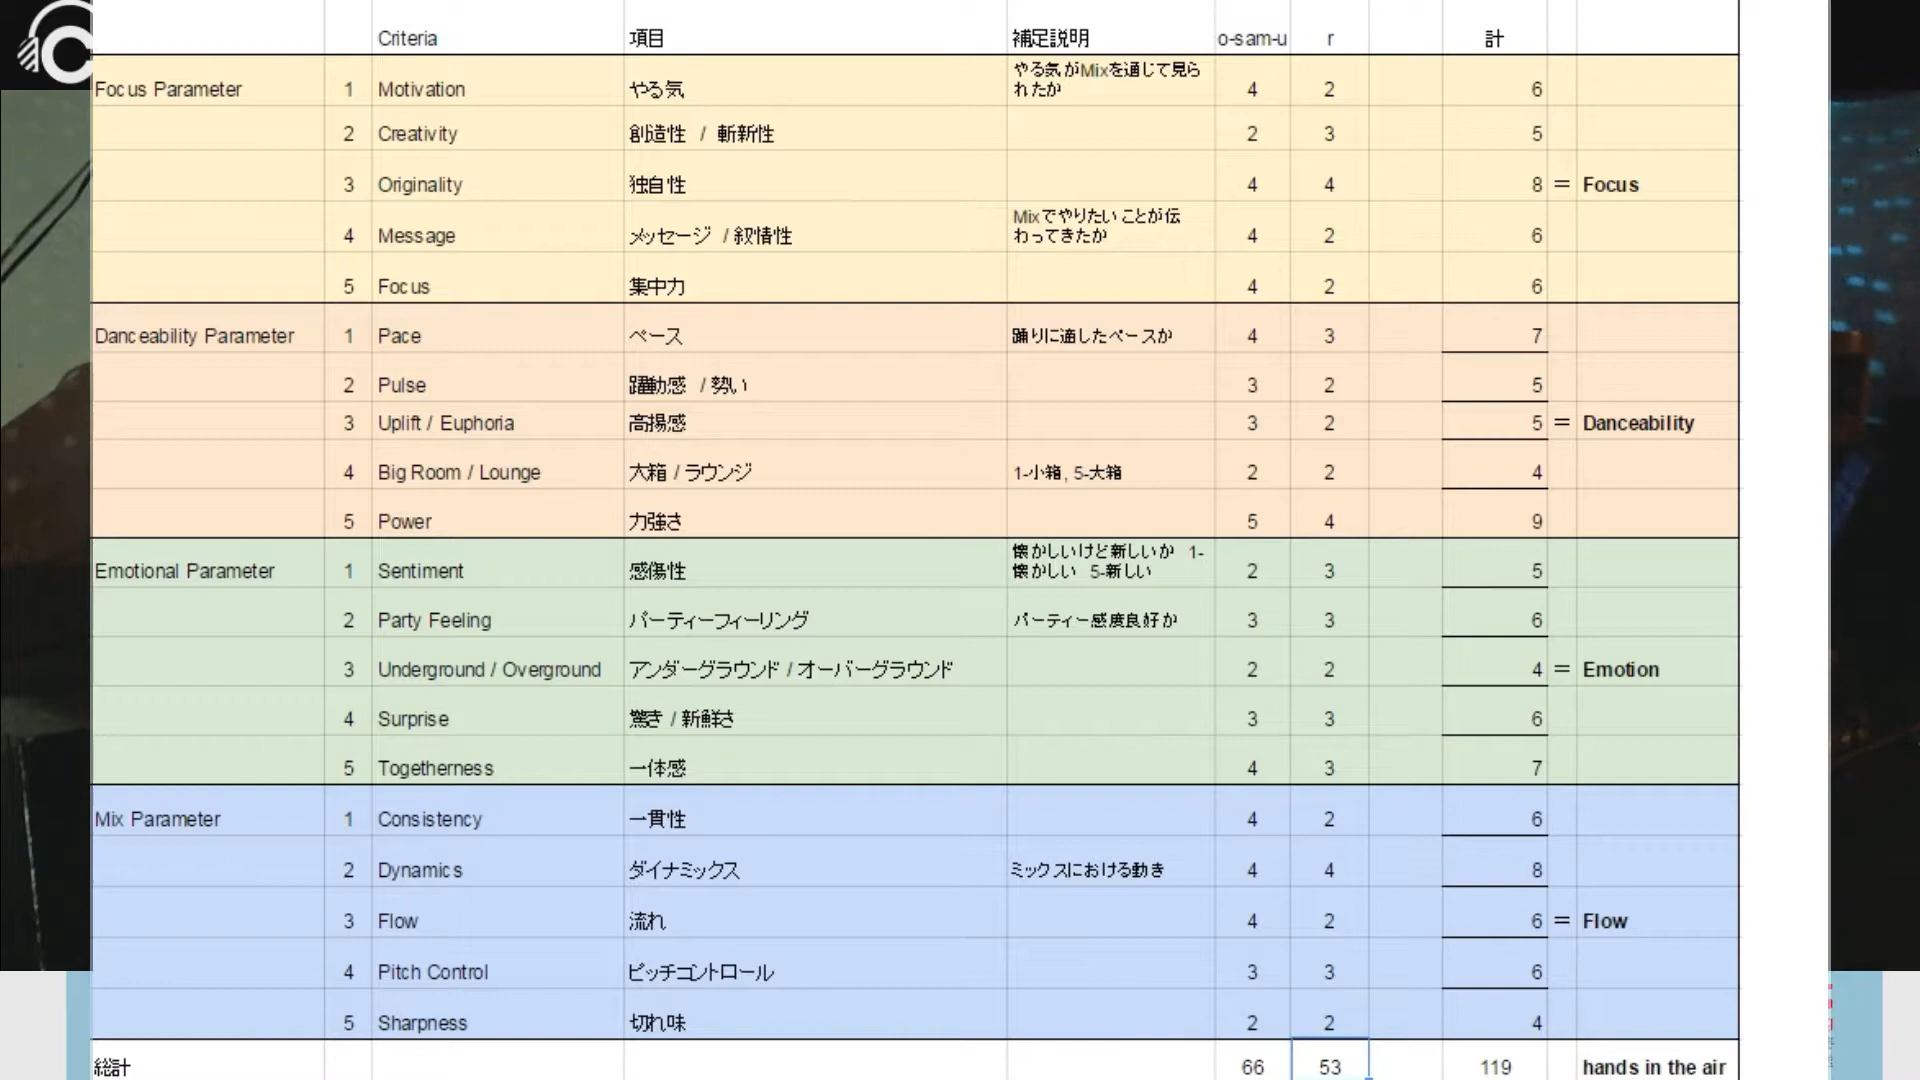 Criteria 項目 補足説明 o-sam-u r 計
Focus Parameter 1 Motivation やる気 やる気がMixを通じて見ら 4 2 6
れたか
2 Creativity 創造性 / 斬新性 2 3 5
3 Originality 独自性 4 4 8 = Focus
4 Message メッセージ / 叙情性 Mixでやりたいことが伝 4 2 6
わってきたか
5 Focus 集中力 4 2 6
Danceability Parameter 1 Pace ペース 踊りに適したペースか 4 3 7
2 Pulse 躍動感 / 勢い 3 2 5
3 Uplift / Euphoria 高揚感 3 2 5 = Danceability
4 Big Room / Lounge 大箱 / ラウンジ 1-小箱, 5-大箱 2 2 4
5 Power 力強さ 5 4 9
Emotional Parameter 1 Sentiment 感傷性 懐かしいけど新しいか 1- 2 3 5
懐かしい 5-新しい
2 Party Feeling パーティーフィーリング パーティー感度良好か 3 3 6
3 Underground / Overground アンダーグラウンド / オーバーグラウンド 2 2 4 = Emotion
4 Surprise 驚き / 新鮮さ 3 3 6
5 Togetherness 一体感 4 3 7
Mix Parameter 1 Consistency 一貫性 4 2 6
2 Dynamics ダイナミックス ミックスにおける動き 4 4 8
3 Flow 流れ 4 2 6 = Flow
4 Pitch Control ピッチコントロール 3 3 6
5 Sharpness 切れ味 2 2 4
総計 66 53 119 hands in the air